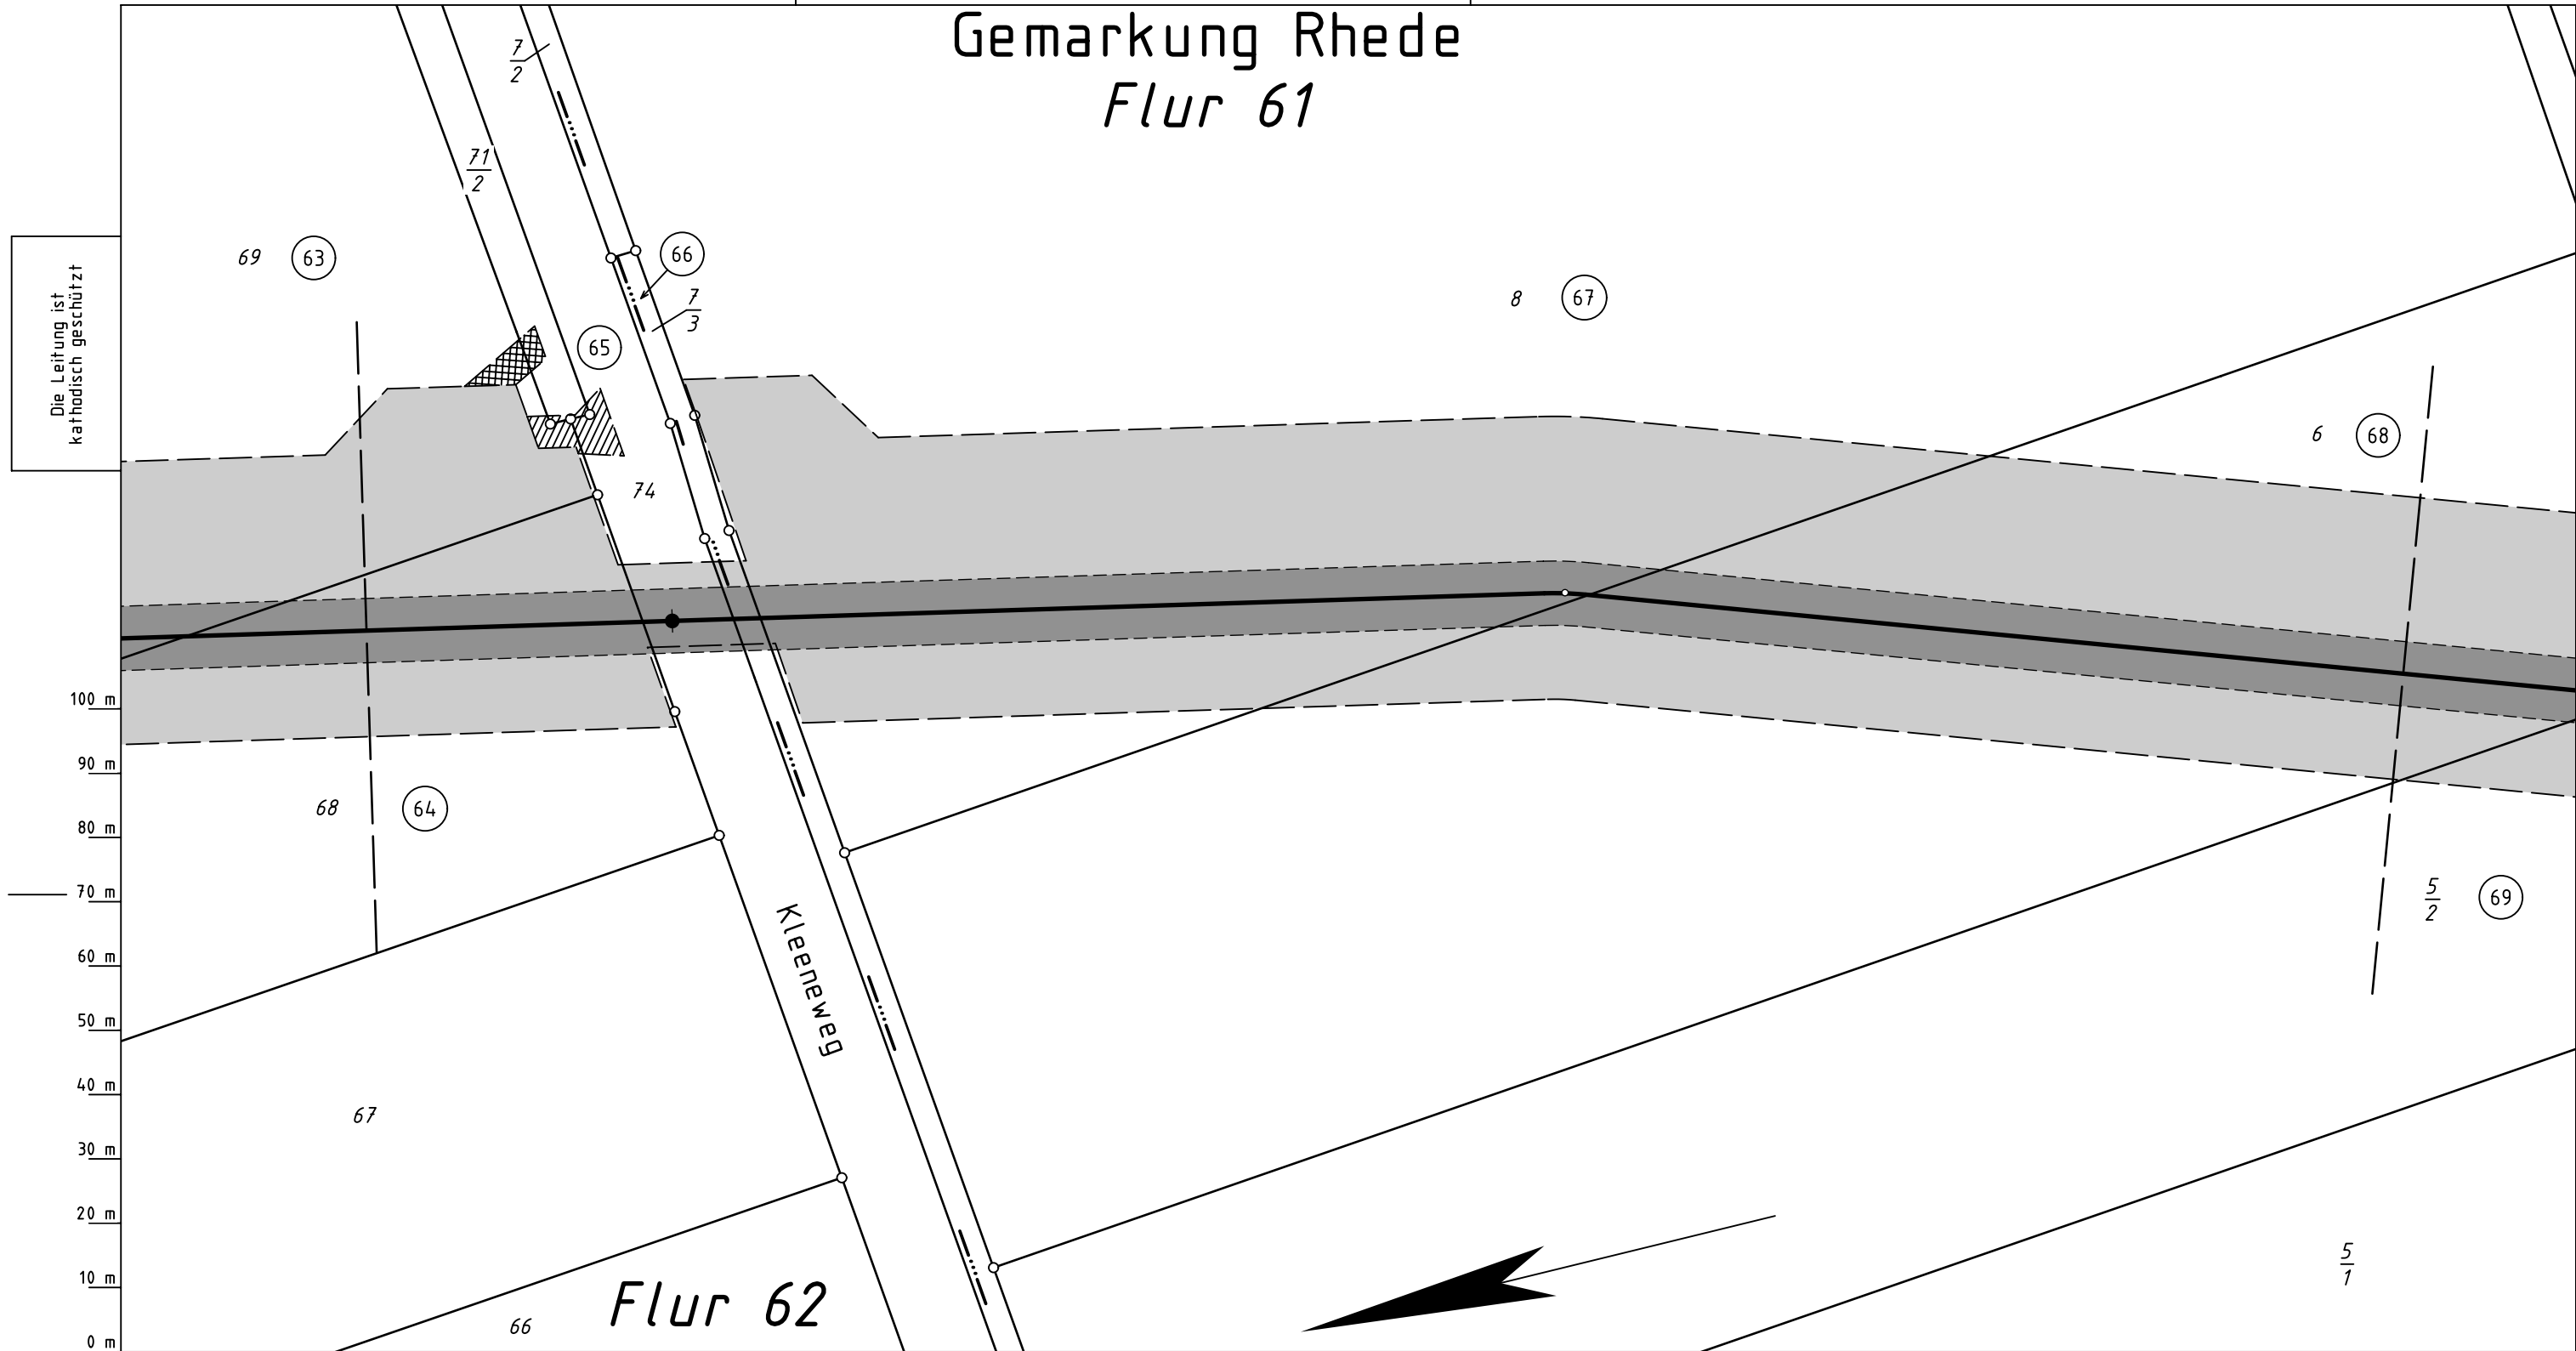 Gemarkung Rhede
Flur 61
7
2
71
2
69 63
66
7
3
65
8 67
Die Leitung ist
kathodisch geschützt
6 68
74
100 m
90 m
80 m
70 m
60 m
50 m
40 m
30 m
20 m
10 m
0 m
68 64
5
2
69
Kleeneweg
67
5
1
Flur 62
66